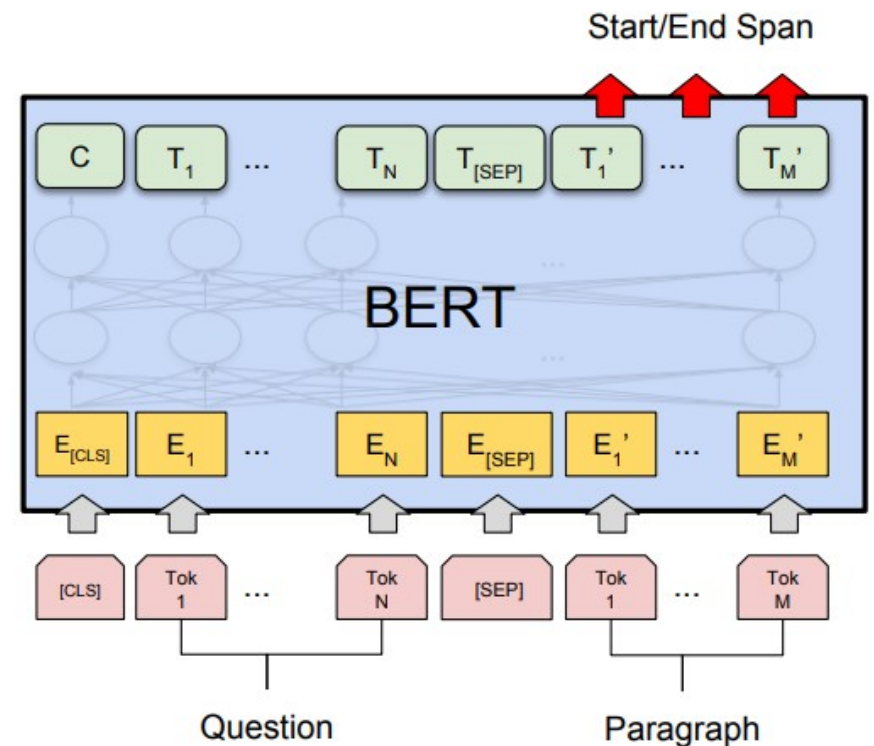 Start/End Span
C T1 ... TN T[SEP] T1’ ... TM’
...
BERT
...
E[CLS] E1 ... EN E[SEP] E1’ ... EM’
[CLS] Tok 1 ... Tok N [SEP] Tok 1 ... Tok M
Question Paragraph